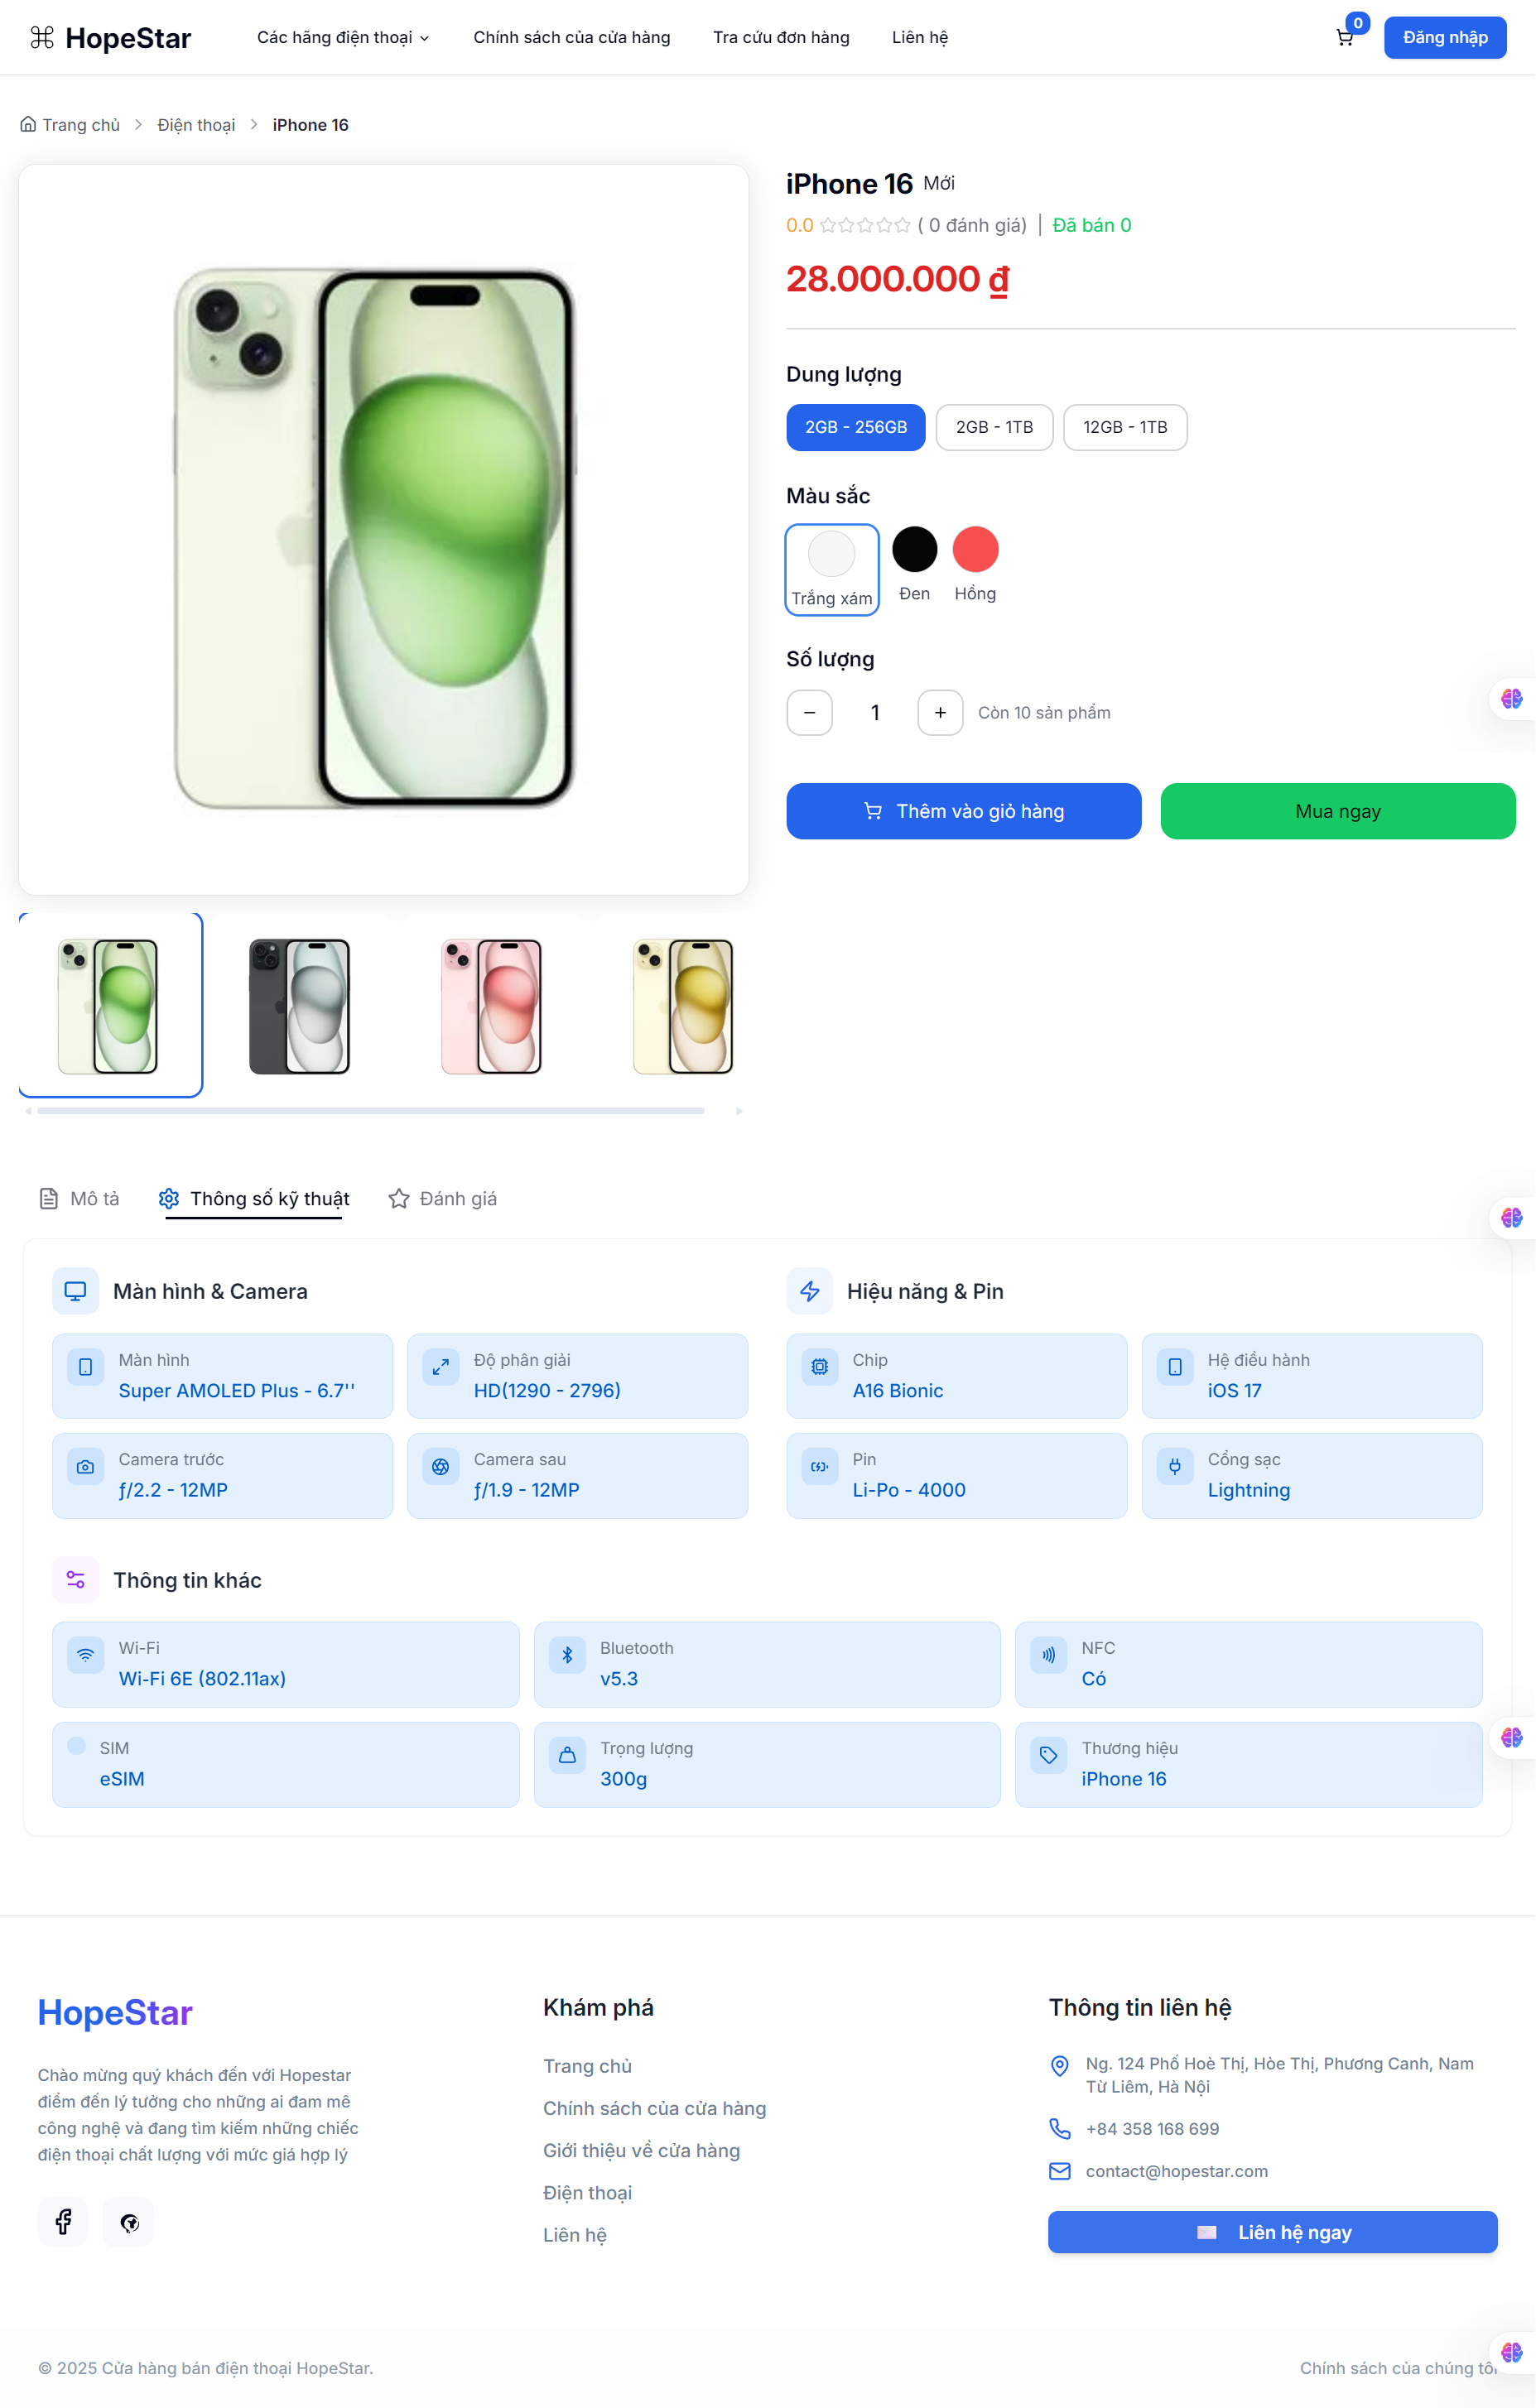 HopeStar
Các hãng điện thoại
Chính sách của cửa hàng
Tra cứu đơn hàng
Liên hệ
0
Đăng nhập
Trang chủ
Điện thoại
iPhone 16
iPhone 16 Mới
0.0 ( 0 đánh giá) | Đã bán 0
28.000.000 ₫
Dung lượng
2GB - 256GB
2GB - 1TB
12GB - 1TB
Màu sắc
Trắng xám
Đen
Hồng
Số lượng
− 1 + Còn 10 sản phẩm
Thêm vào giỏ hàng
Mua ngay
Mô tả
Thông số kỹ thuật
Đánh giá
Màn hình & Camera
Màn hình
Super AMOLED Plus - 6.7''
Độ phân giải
HD(1290 - 2796)
Camera trước
ƒ/2.2 - 12MP
Camera sau
ƒ/1.9 - 12MP
Hiệu năng & Pin
Chip
A16 Bionic
Hệ điều hành
iOS 17
Pin
Li-Po - 4000
Cổng sạc
Lightning
Thông tin khác
Wi-Fi
Wi-Fi 6E (802.11ax)
Bluetooth
v5.3
NFC
Có
SIM
eSIM
Trọng lượng
300g
Thương hiệu
iPhone 16
HopeStar
Chào mừng quý khách đến với Hopestar
điểm đến lý tưởng cho những ai đam mê
công nghệ và đang tìm kiếm những chiếc
điện thoại chất lượng với mức giá hợp lý
Khám phá
Trang chủ
Chính sách của cửa hàng
Giới thiệu về cửa hàng
Điện thoại
Liên hệ
Thông tin liên hệ
Ng. 124 Phố Hoè Thị, Hòe Thị, Phương Canh, Nam
Từ Liêm, Hà Nội
+84 358 168 699
contact@hopestar.com
Liên hệ ngay
© 2025 Cửa hàng bán điện thoại HopeStar.
Chính sách của chúng tôi